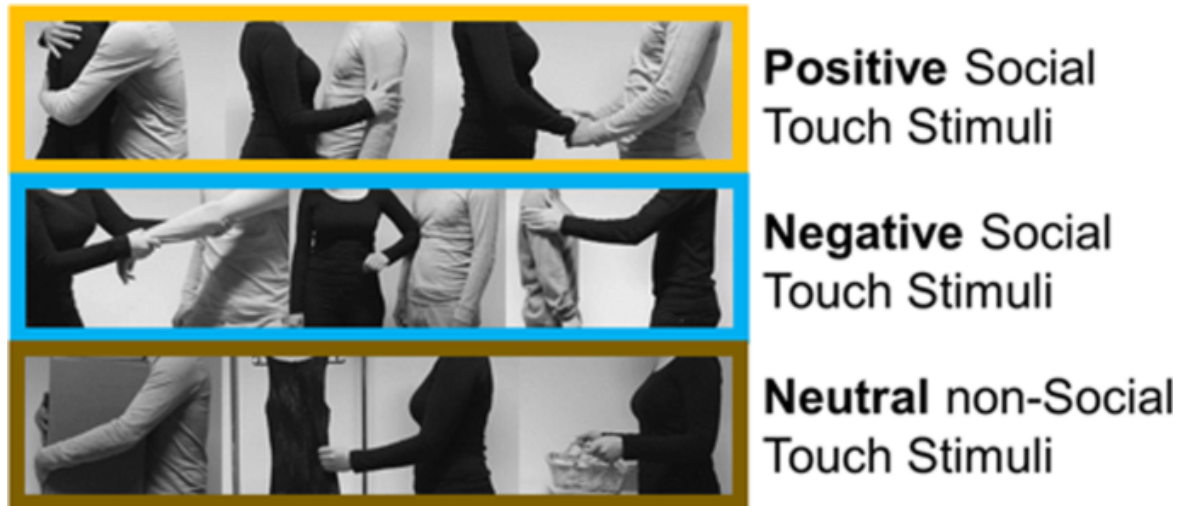 Positive Social
Touch Stimuli
Negative Social
Touch Stimuli
Neutral non-Social
Touch Stimuli